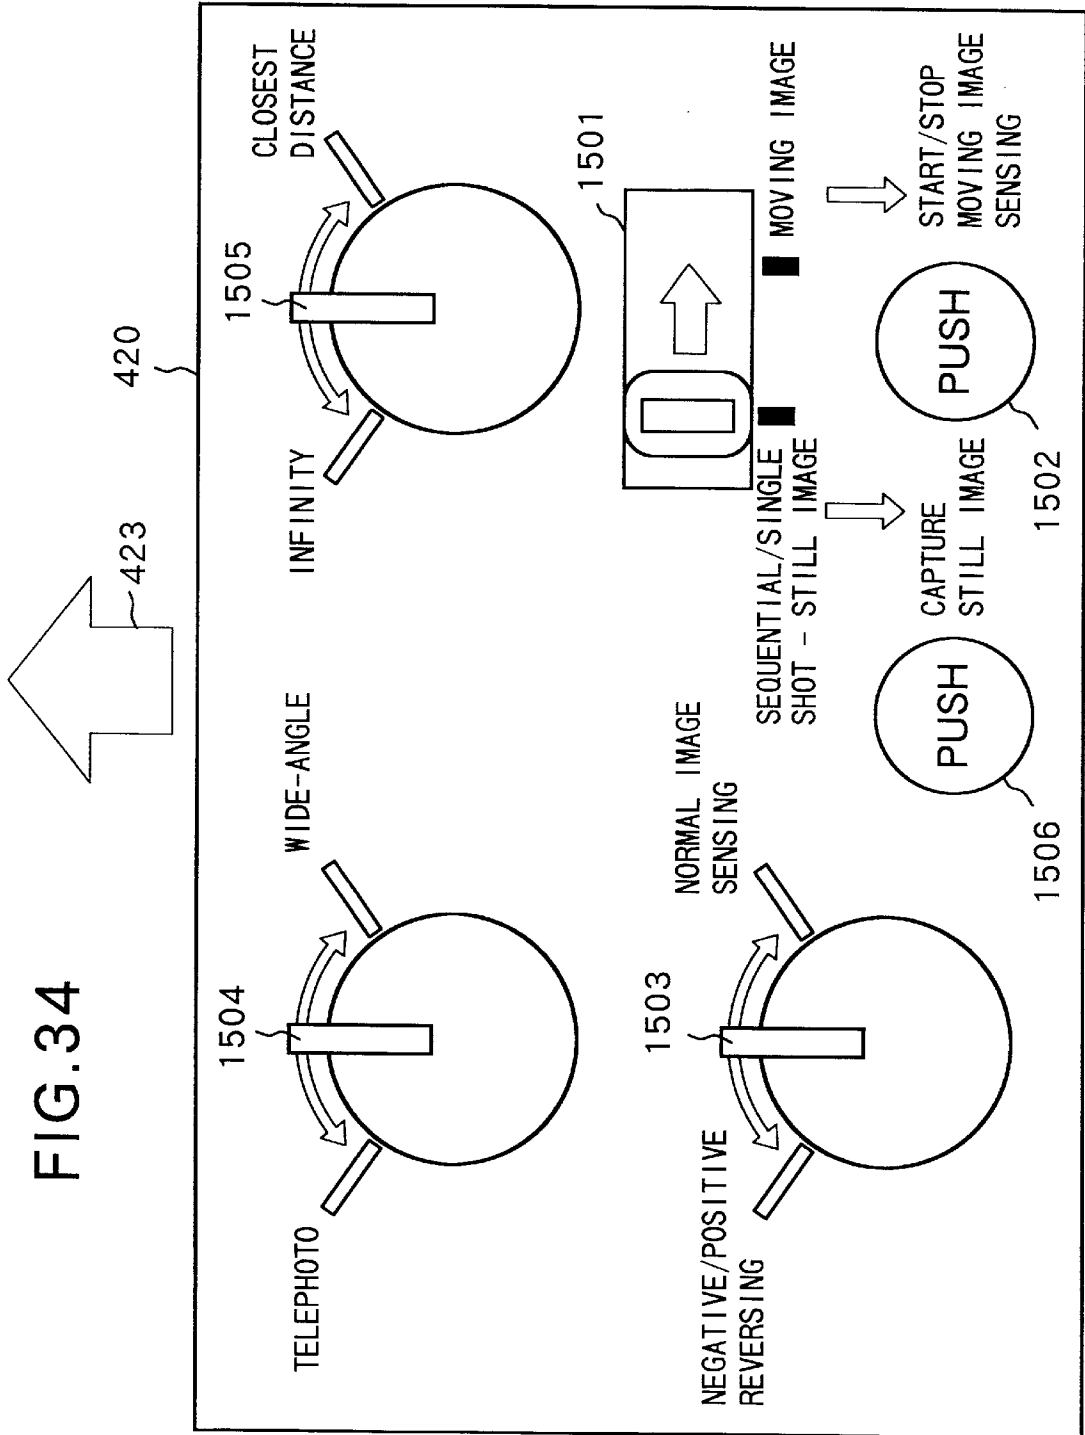 FIG.34
423
420
1504
1505
TELEPHOTO
WIDE-ANGLE
INFINITY
CLOSEST
DISTANCE
1503
1501
NEGATIVE/POSITIVE
REVERSING
NORMAL IMAGE
SENSING
SEQUENTIAL/SINGLE
SHOT - STILL IMAGE
MOVING IMAGE
CAPTURE
STILL IMAGE
START/STOP
MOVING IMAGE
SENSING
PUSH
PUSH
1506
1502